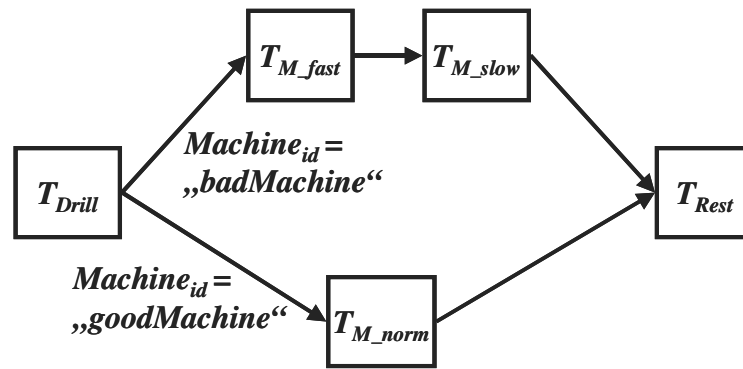 T_M_fast
T_M_slow
Machine_id =
„badMachine“
T_Drill
T_Rest
Machine_id =
„goodMachine“
T_M_norm